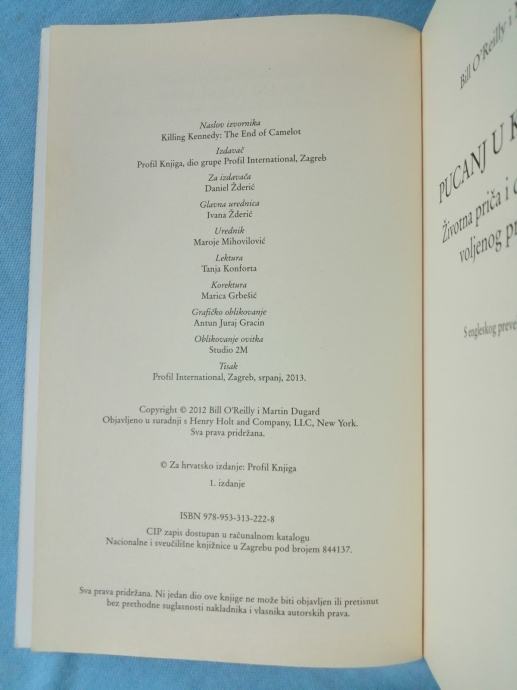 Naslov izvornika
Killing Kennedy: The End of Camelot
Izdavač
Profil Knjiga, dio grupe Profil International, Zagreb
Za izdavača
Daniel Žderić
Glavna urednica
Ivana Žderić
Urednik
Maroje Mihovilović
Lektura
Tanja Konforta
Korektura
Marica Grbešić
Grafičko oblikovanje
Antun Juraj Gracin
Oblikovanje ovitka
Studio 2M
Tisak
Profil International, Zagreb, srpanj, 2013.
Copyright © 2012 Bill O'Reilly i Martin Dugard
Objavljeno u suradnji s Henry Holt and Company, LLC, New York.
Sva prava pridržana.
© Za hrvatsko izdanje: Profil Knjiga
1. izdanje
ISBN 978-953-313-222-8
CIP zapis dostupan u računalnom katalogu
Nacionalne i sveučilišne knjižnice u Zagrebu pod brojem 844137.
Sva prava pridržana. Ni jedan dio ove knjige ne može biti objavljen ili pretisnut
bez prethodne suglasnosti nakladnika i vlasnika autorskih prava.
Bill O'Reilly i
PUCANJ U K
Životna priča i
voljenog pr
S engleskog preve